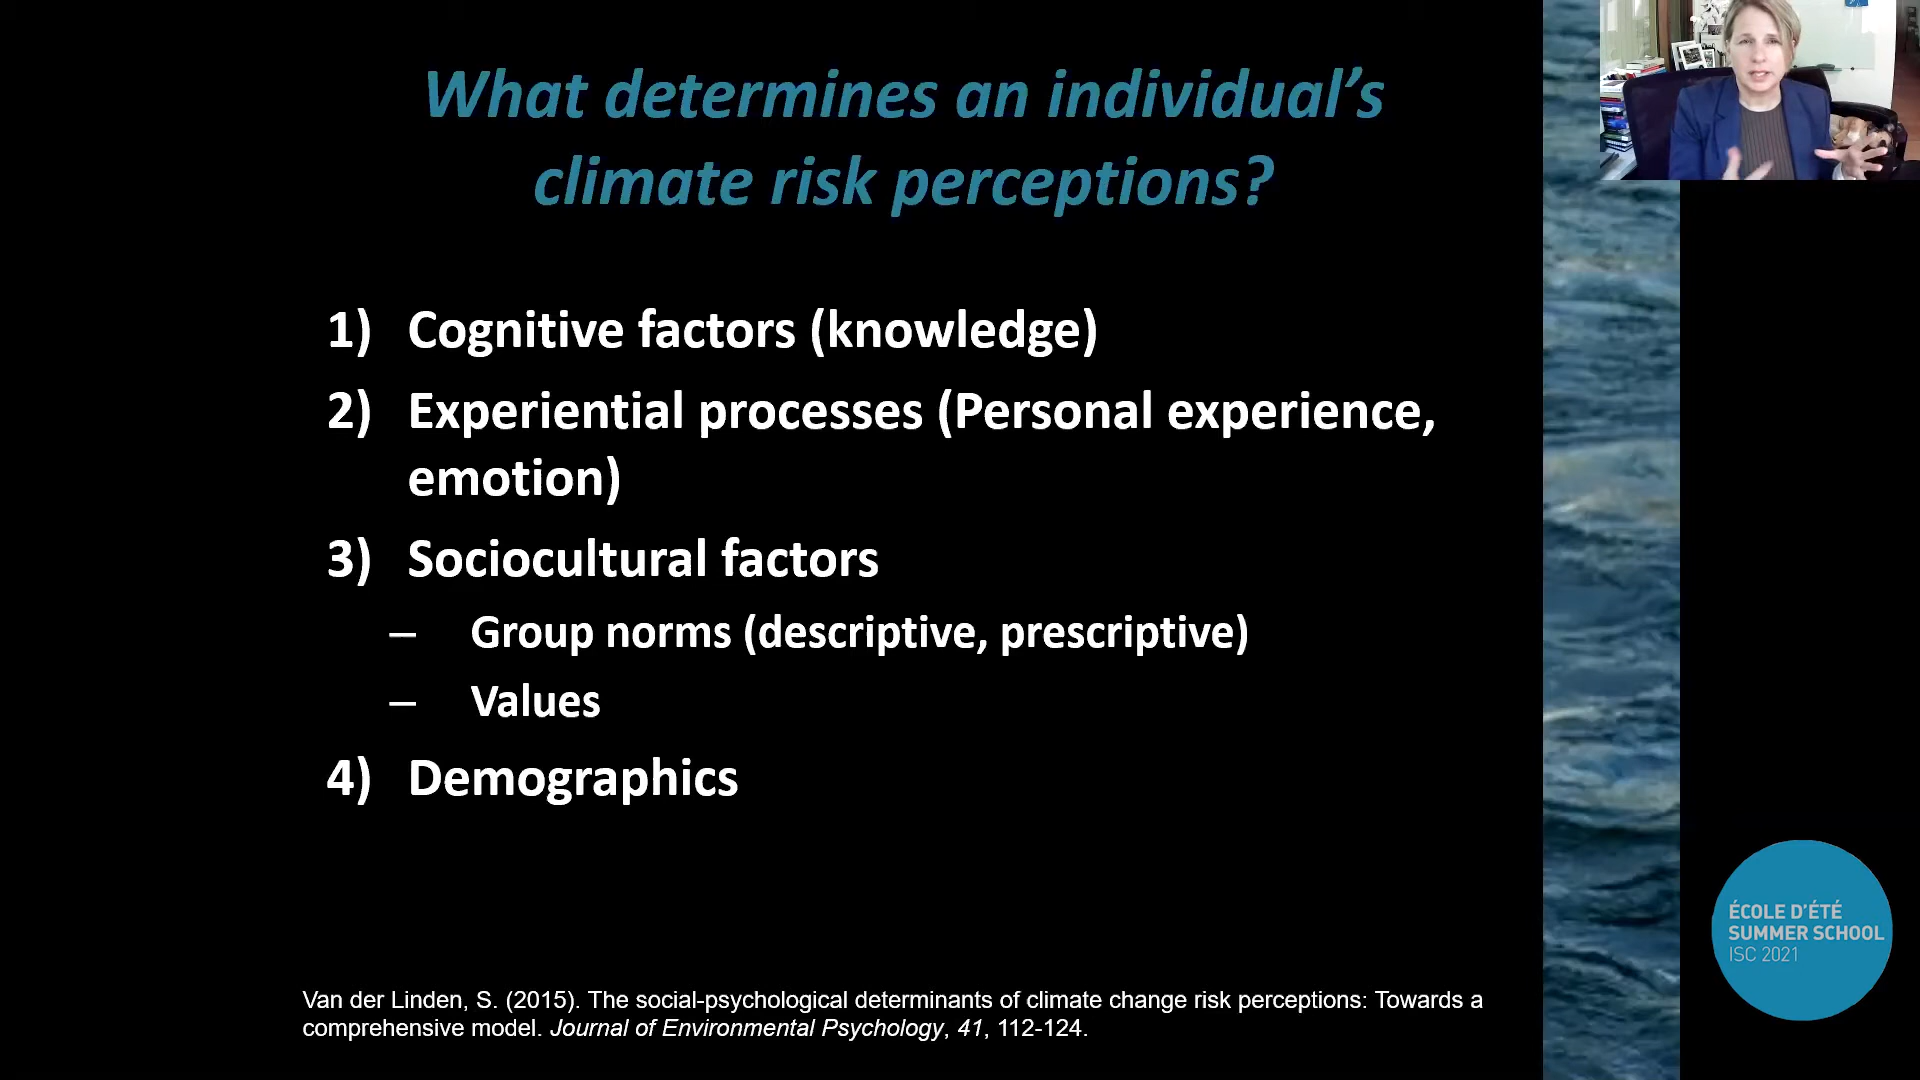 What determines an individual’s
climate risk perceptions?
1) Cognitive factors (knowledge)
2) Experiential processes (Personal experience,
emotion)
3) Sociocultural factors
– Group norms (descriptive, prescriptive)
– Values
4) Demographics
Van der Linden, S. (2015). The social-psychological determinants of climate change risk perceptions: Towards a
comprehensive model. Journal of Environmental Psychology, 41, 112-124.
ÉCOLE D'ÉTÉ
SUMMER SCHOOL
ISC 2021